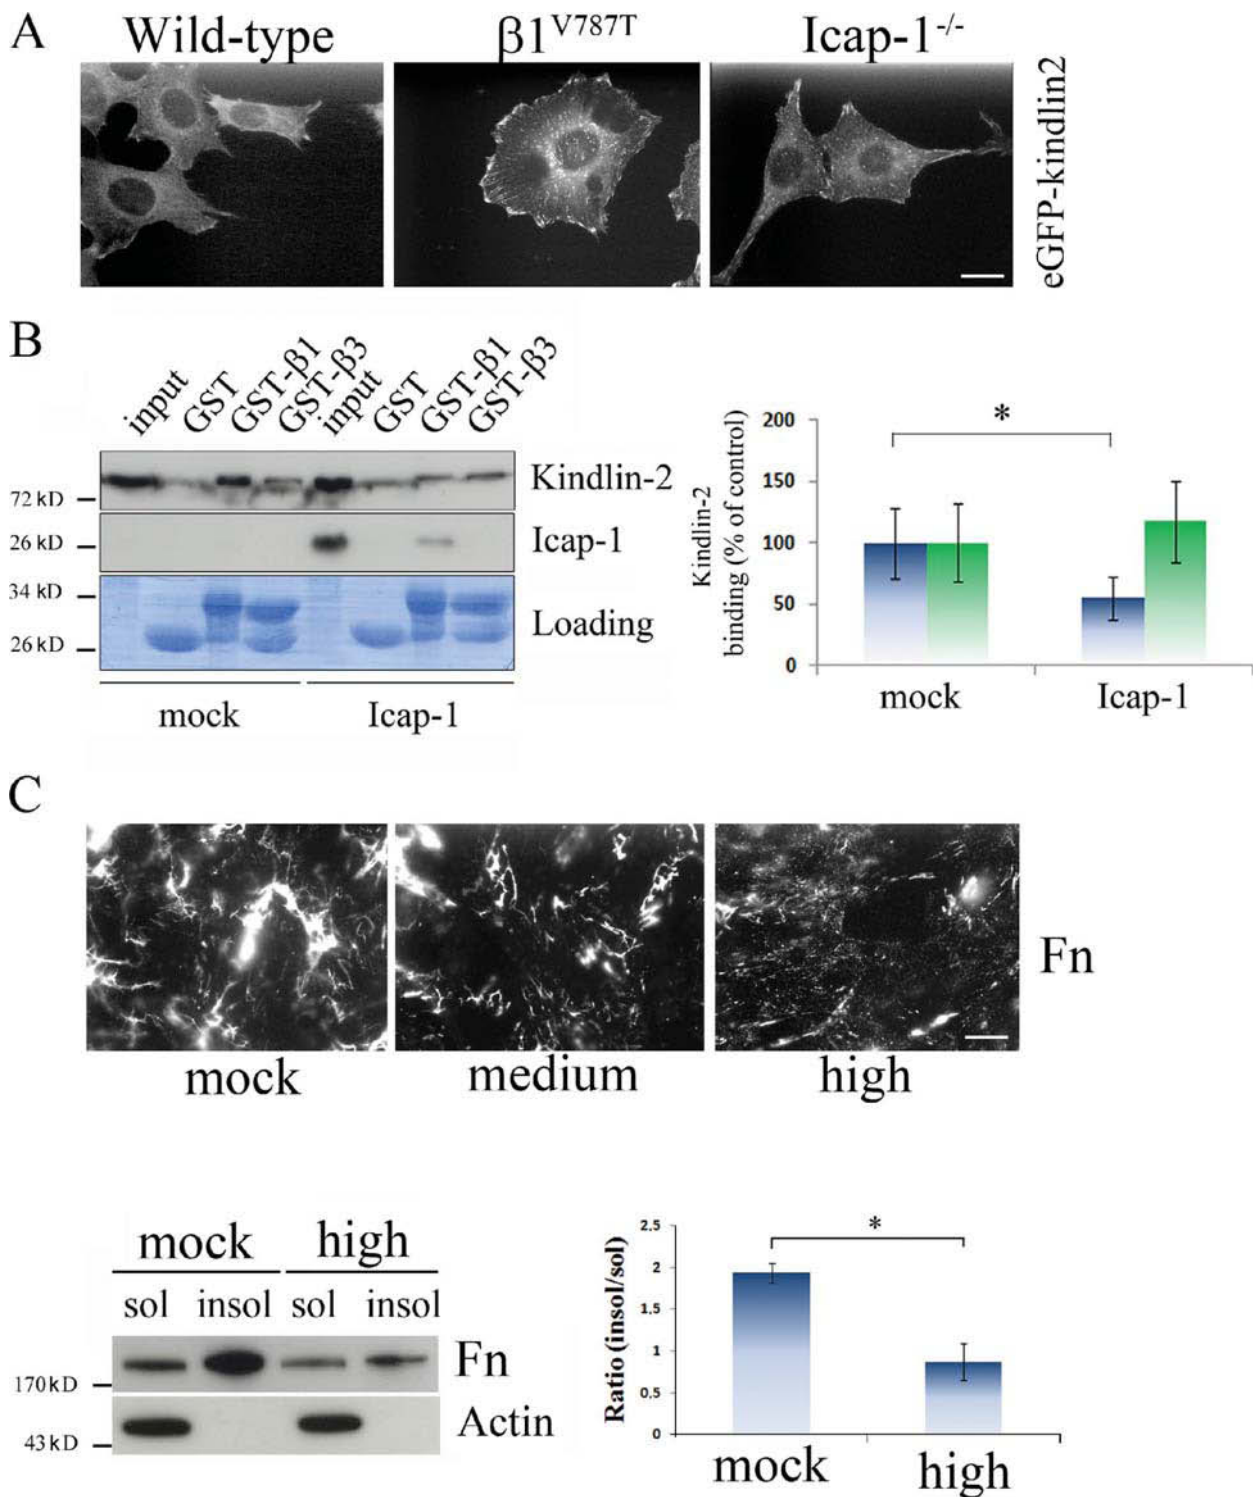 A
Wild-type
β1V787T
Icap-1-/-
eGFP-kindlin2
B
input
GST
GST-β1
GST-β3
input
GST
GST-β1
GST-β3
72 kD
Kindlin-2
26 kD
Icap-1
34 kD
26 kD
Loading
mock
Icap-1
Kindlin-2
binding (% of control)
200
150
100
50
0
*
mock
Icap-1
C
Fn
mock
medium
high
mock
high
sol
insol
sol
insol
170 kD
Fn
43 kD
Actin
Ratio (insol/sol)
2.5
2
1.5
1
0.5
0
*
mock
high